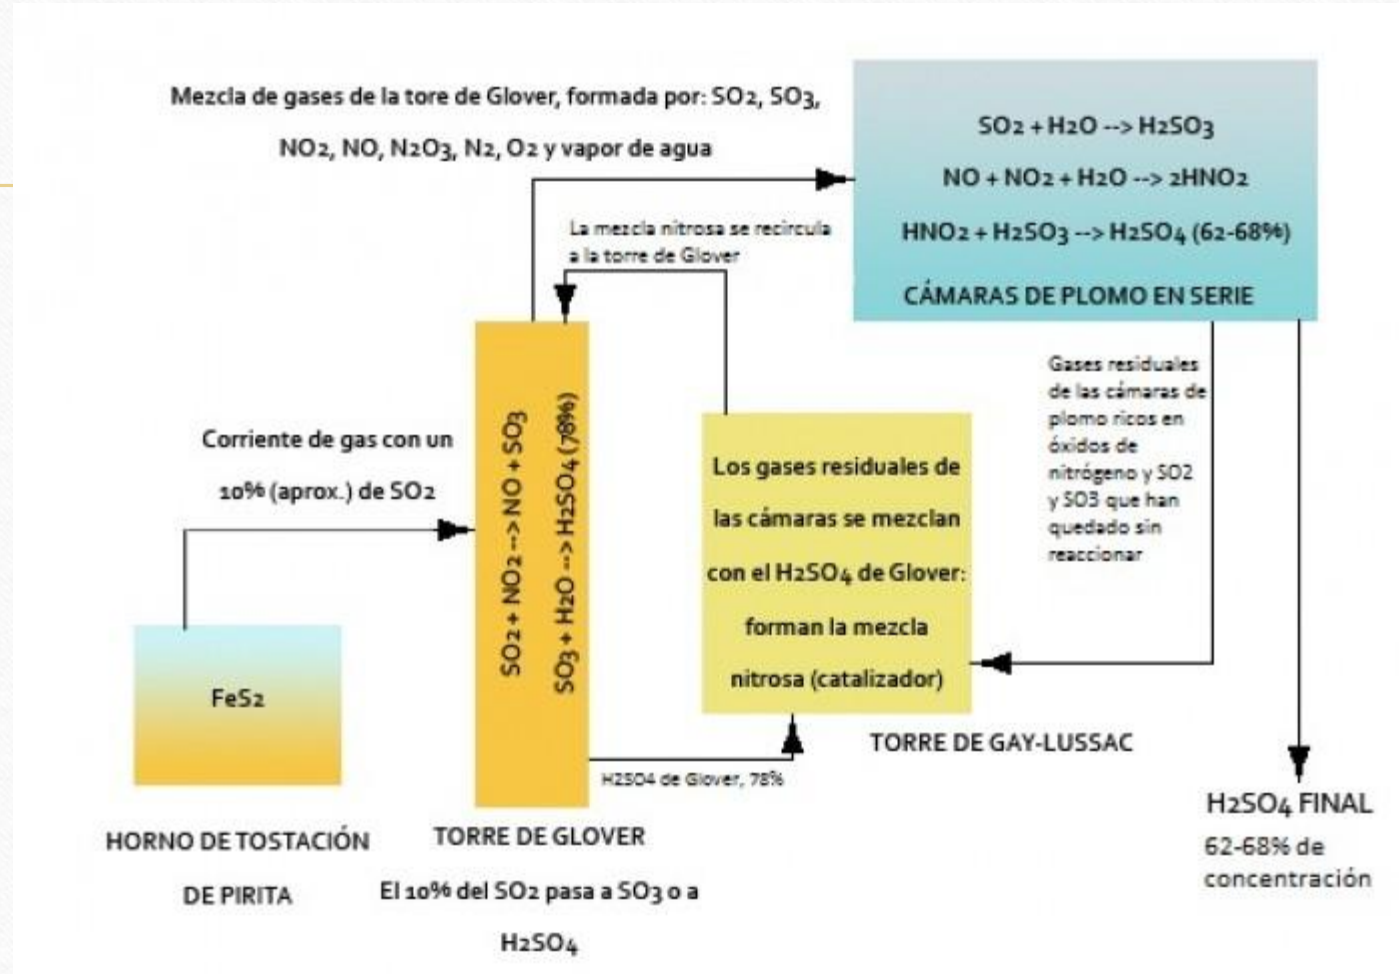 Mezcla de gases de la tore de Glover, formada por: SO2, SO3,
NO2, NO, N2O3, N2, O2 y vapor de agua
SO2 + H2O --> H2SO3
NO + NO2 + H2O --> 2HNO2
HNO2 + H2SO3 --> H2SO4 (62-68%)
CÁMARAS DE PLOMO EN SERIE
La mezcla nitrosa se recircula
a la torre de Glover
Corriente de gas con un
10% (aprox.) de SO2
FeS2
HORNO DE TOSTACIÓN
DE PIRITA
SO2 + NO2 --> NO + SO3
SO3 + H2O --> H2SO4 (78%)
TORRE DE GLOVER
El 10% del SO2 pasa a SO3 o a
H2SO4
H2SO4 de Glover, 78%
Los gases residuales de
las cámaras se mezclan
con el H2SO4 de Glover:
forman la mezcla
nitrosa (catalizador)
TORRE DE GAY-LUSSAC
Gases residuales
de las cámaras de
plomo ricos en
óxidos de
nitrógeno y SO2
y SO3 que han
quedado sin
reaccionar
H2SO4 FINAL
62-68% de
concentración